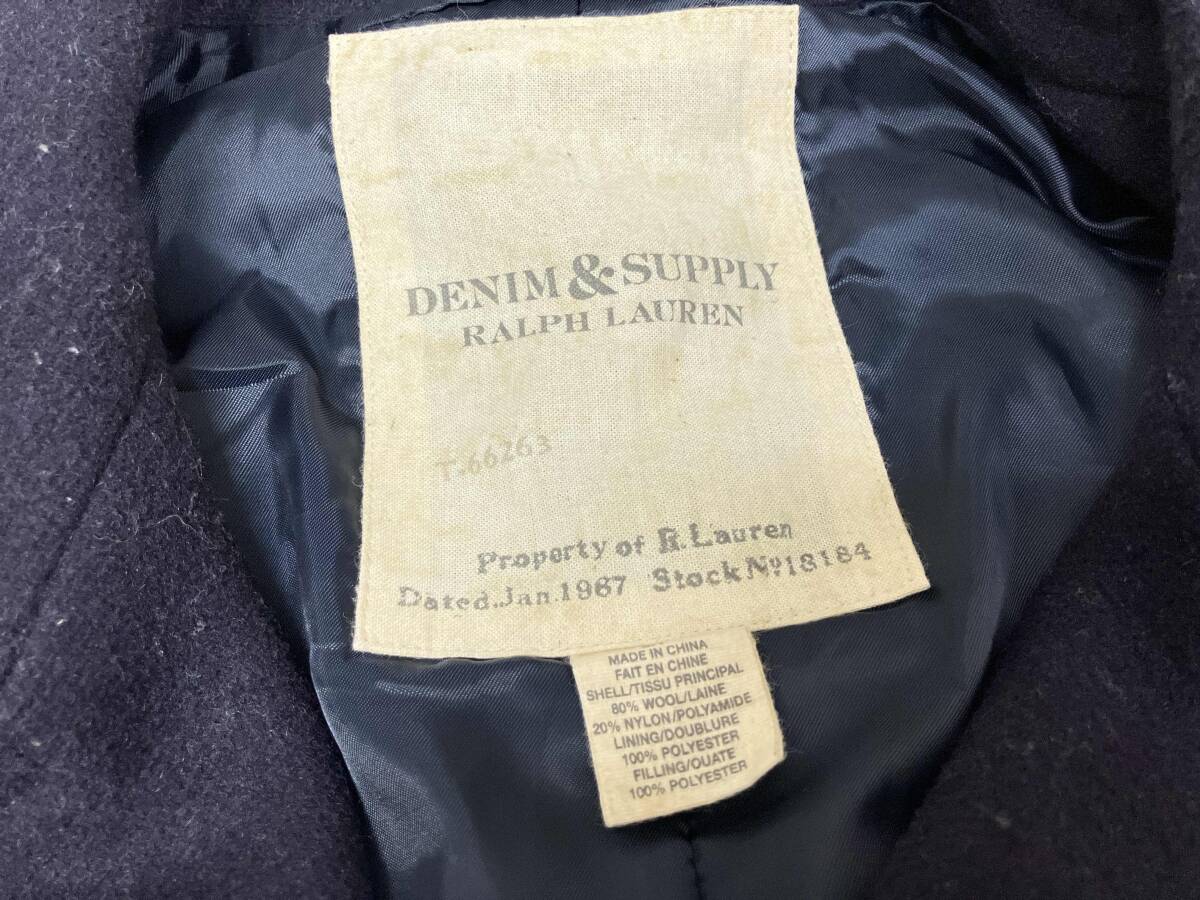 DENIM & SUPPLY
RALPH LAUREN
T.66263
Property of R.Lauren
Dated.Jan.1967 Stock No18184
MADE IN CHINA
FAIT EN CHINE
SHELL/TISSU PRINCIPAL
80% WOOL/LAINE
20% NYLON/POLYAMIDE
LINING/DOUBLURE
100% POLYESTER
FILLING/OUATE
100% POLYESTER